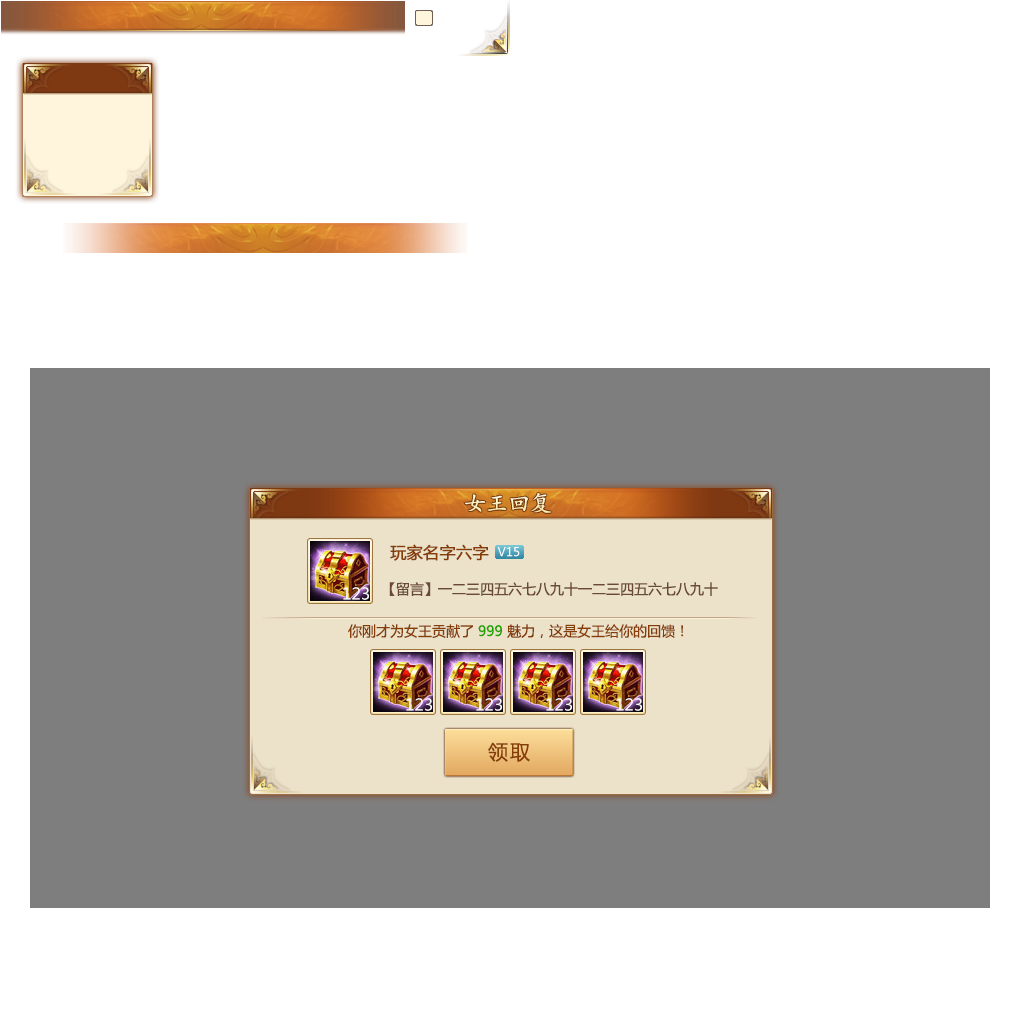 女王回复
玩家名字六字 V15
123
【留言】一二三四五六七八九十一二三四五六七八九十
你刚才为女王贡献了 999 魅力，这是女王给你的回馈！
123 123 123 123
领取